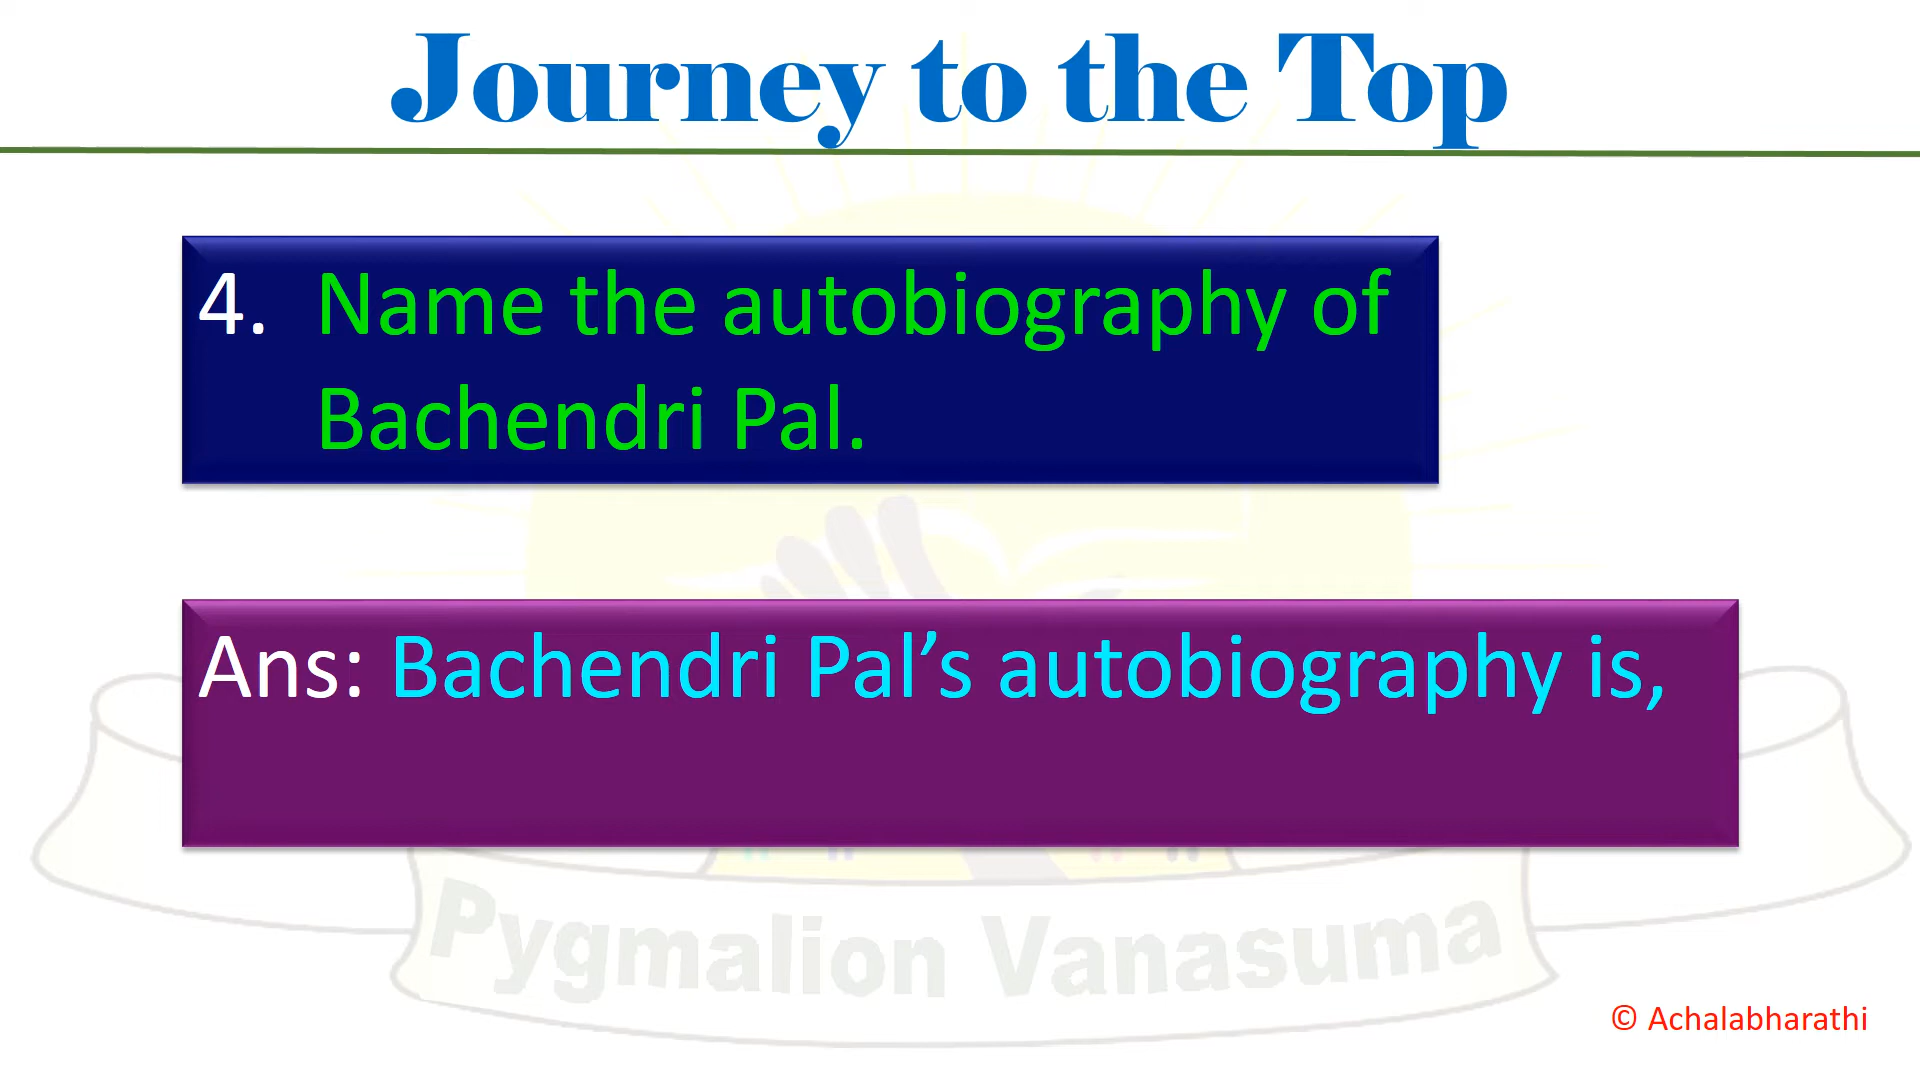 Journey to the Top
4. Name the autobiography of
Bachendri Pal.
Ans: Bachendri Pal’s autobiography is,
Pygmalion Vanasuma
© Achalabharathi